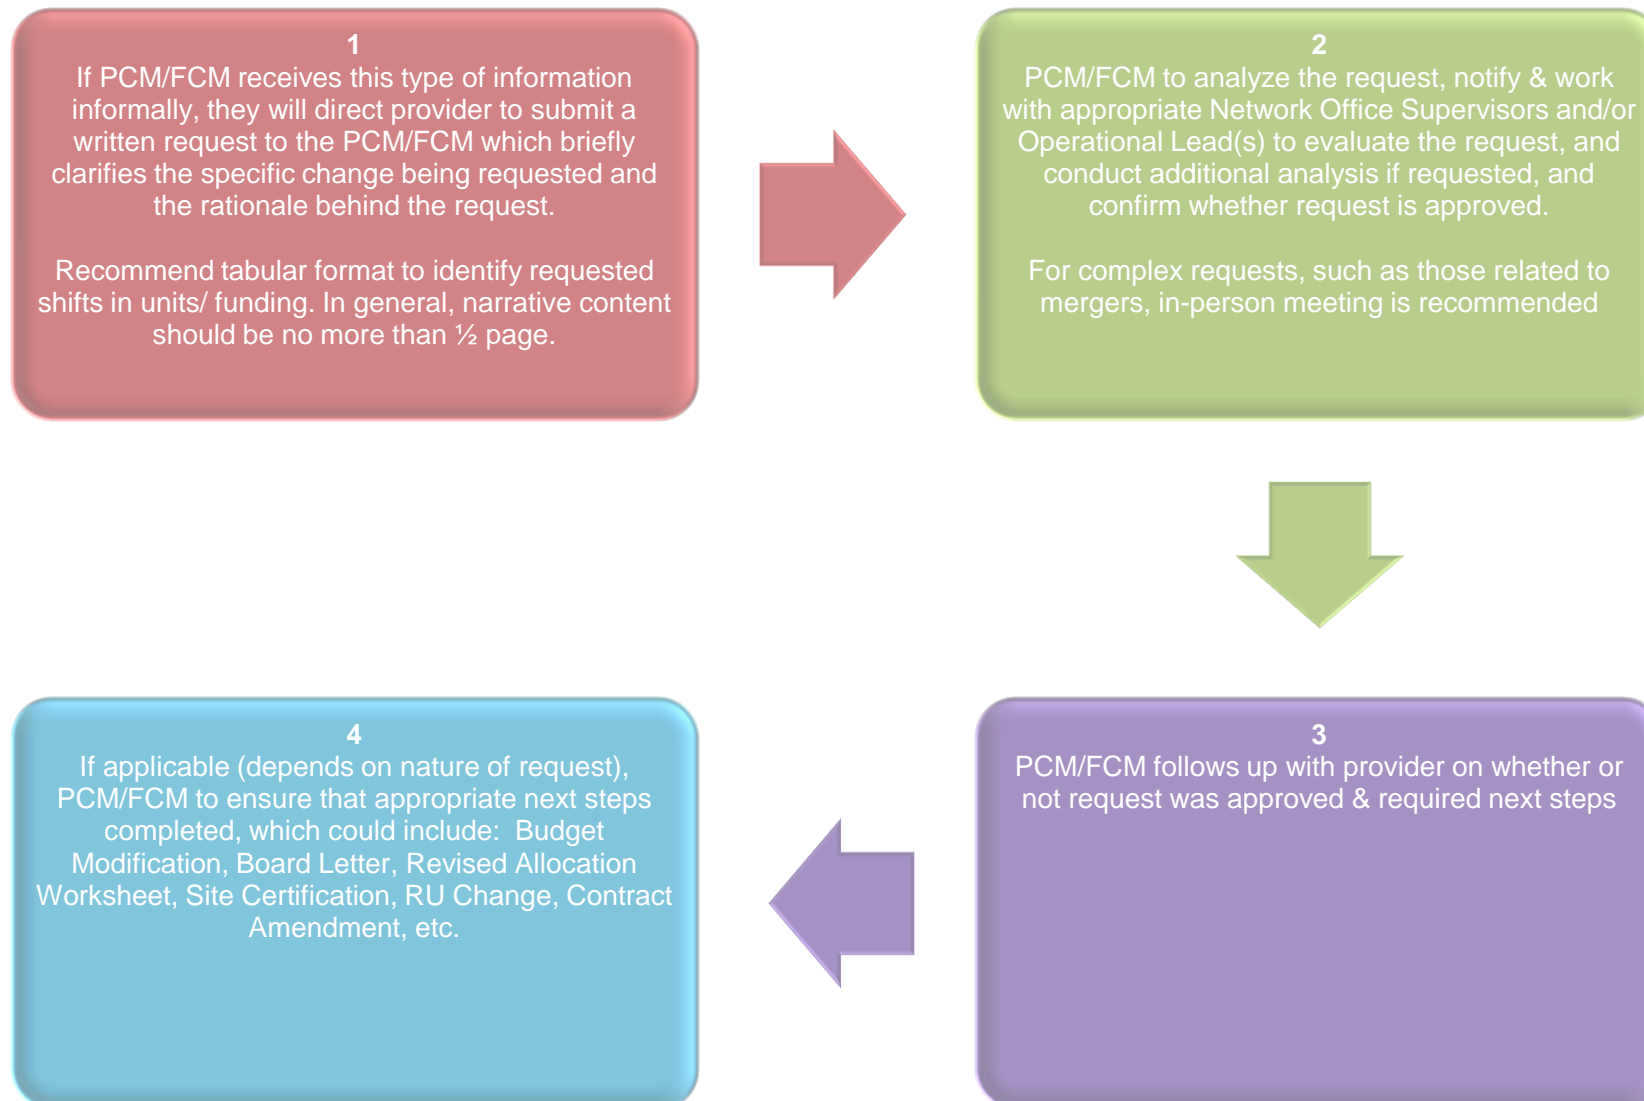 1
If PCM/FCM receives this type of information
informally, they will direct provider to submit a
written request to the PCM/FCM which briefly
clarifies the specific change being requested and
the rationale behind the request.
Recommend tabular format to identify requested
shifts in units/ funding. In general, narrative content
should be no more than ½ page.
2
PCM/FCM to analyze the request, notify & work
with appropriate Network Office Supervisors and/or
Operational Lead(s) to evaluate the request, and
conduct additional analysis if requested, and
confirm whether request is approved.
For complex requests, such as those related to
mergers, in-person meeting is recommended
3
PCM/FCM follows up with provider on whether or
not request was approved & required next steps
4
If applicable (depends on nature of request),
PCM/FCM to ensure that appropriate next steps
completed, which could include:  Budget
Modification, Board Letter, Revised Allocation
Worksheet, Site Certification, RU Change, Contract
Amendment, etc.